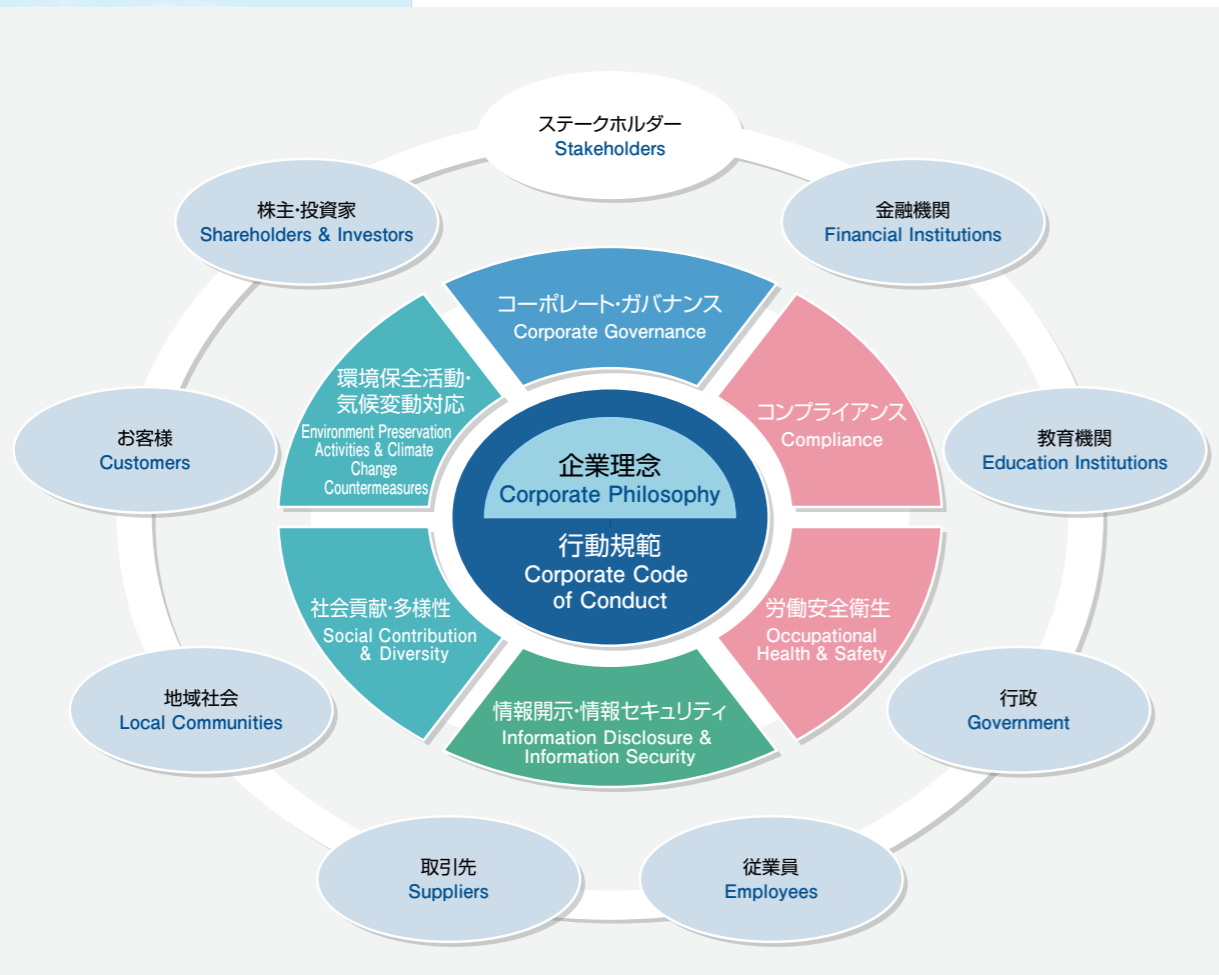 ステークホルダー
Stakeholders
株主・投資家
Shareholders & Investors
金融機関
Financial Institutions
コーポレート・ガバナンス
Corporate Governance
環境保全活動・
気候変動対応
Environment Preservation
Activities & Climate
Change
Countermeasures
コンプライアンス
Compliance
お客様
Customers
教育機関
Education Institutions
企業理念
Corporate Philosophy
行動規範
Corporate Code
of Conduct
社会貢献・多様性
Social Contribution
& Diversity
労働安全衛生
Occupational
Health & Safety
地域社会
Local Communities
情報開示・情報セキュリティ
Information Disclosure &
Information Security
行政
Government
取引先
Suppliers
従業員
Employees